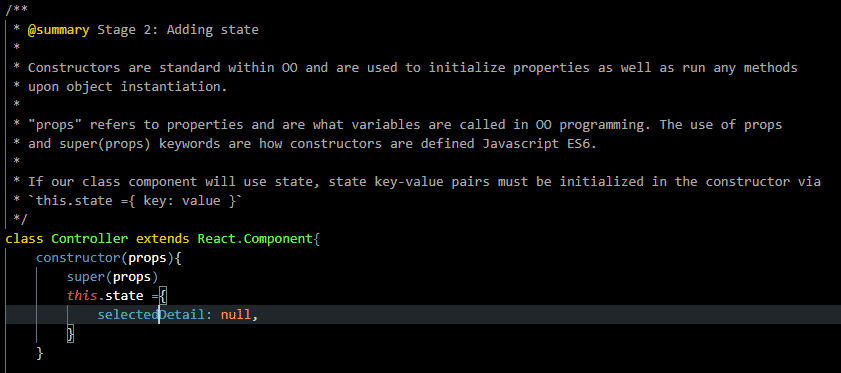 /**
 * @summary Stage 2: Adding state
 *
 * Constructors are standard within OO and are used to initialize properties as well as run any methods
 * upon object instantiation.
 *
 * "props" refers to properties and are what variables are called in OO programming. The use of props
 * and super(props) keywords are how constructors are defined Javascript ES6.
 *
 * If our class component will use state, state key-value pairs must be initialized in the constructor via
 * `this.state ={ key: value }`
 */
class Controller extends React.Component{
    constructor(props){
        super(props)
        this.state ={
            selectedDetail: null,
        }
    }